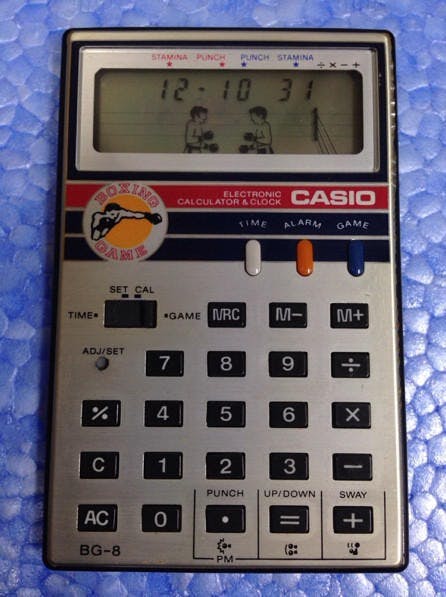 STAMINA PUNCH PUNCH STAMINA
÷ × − +
12-10 31
BOXING
GAME
ELECTRONIC
CALCULATOR & CLOCK
CASIO
TIME ALARM GAME
SET CAL
TIME GAME
MRC M− M+
ADJ/SET
7 8 9 ÷
% 4 5 6 ×
C 1 2 3 −
PUNCH UP/DOWN SWAY
AC 0 • = +
BG-8
PM